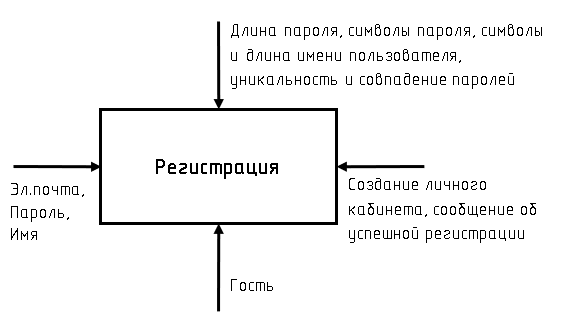 Длина пароля, символы пароля, символы
и длина имени пользователя,
уникальность и совпадение паролей
Регистрация
Эл.почта,
Пароль,
Имя
Создание личного
кабинета, сообщение об
успешной регистрации
Гость